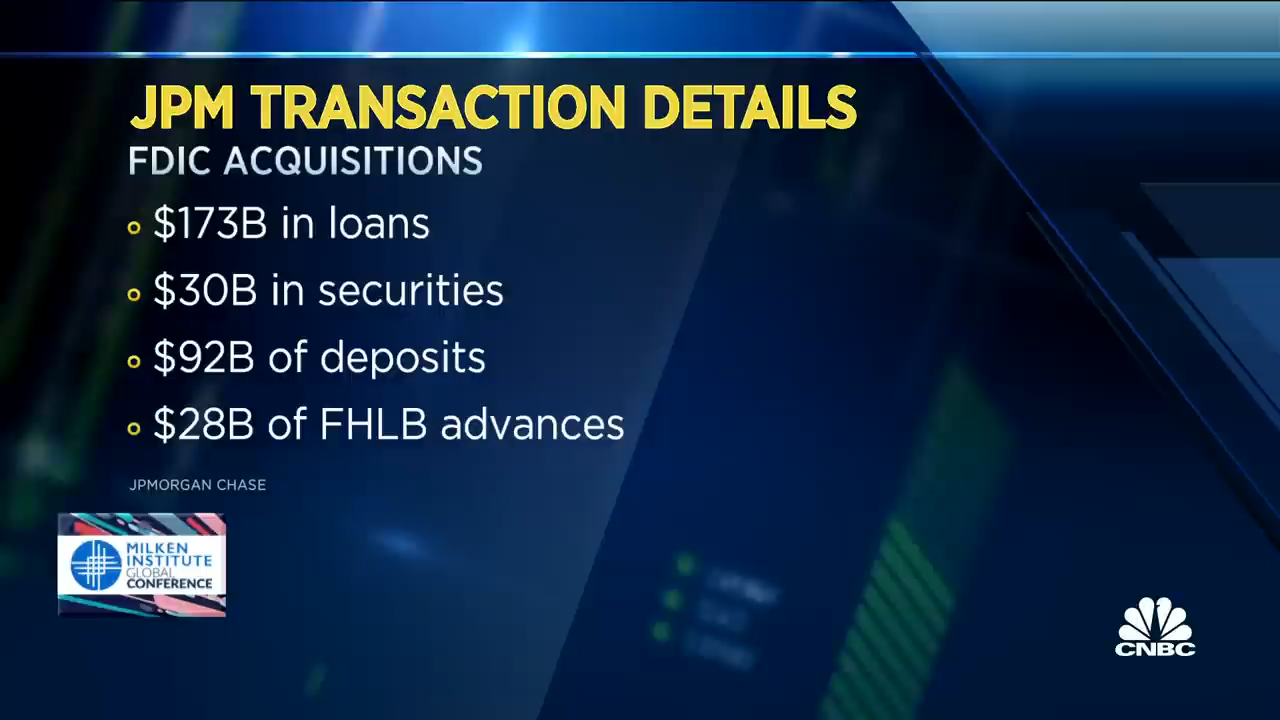 JPM TRANSACTION DETAILS
FDIC ACQUISITIONS
$173B in loans
$30B in securities
$92B of deposits
$28B of FHLB advances
JPMORGAN CHASE
MILKEN
INSTITUTE
GLOBAL
CONFERENCE
CNBC